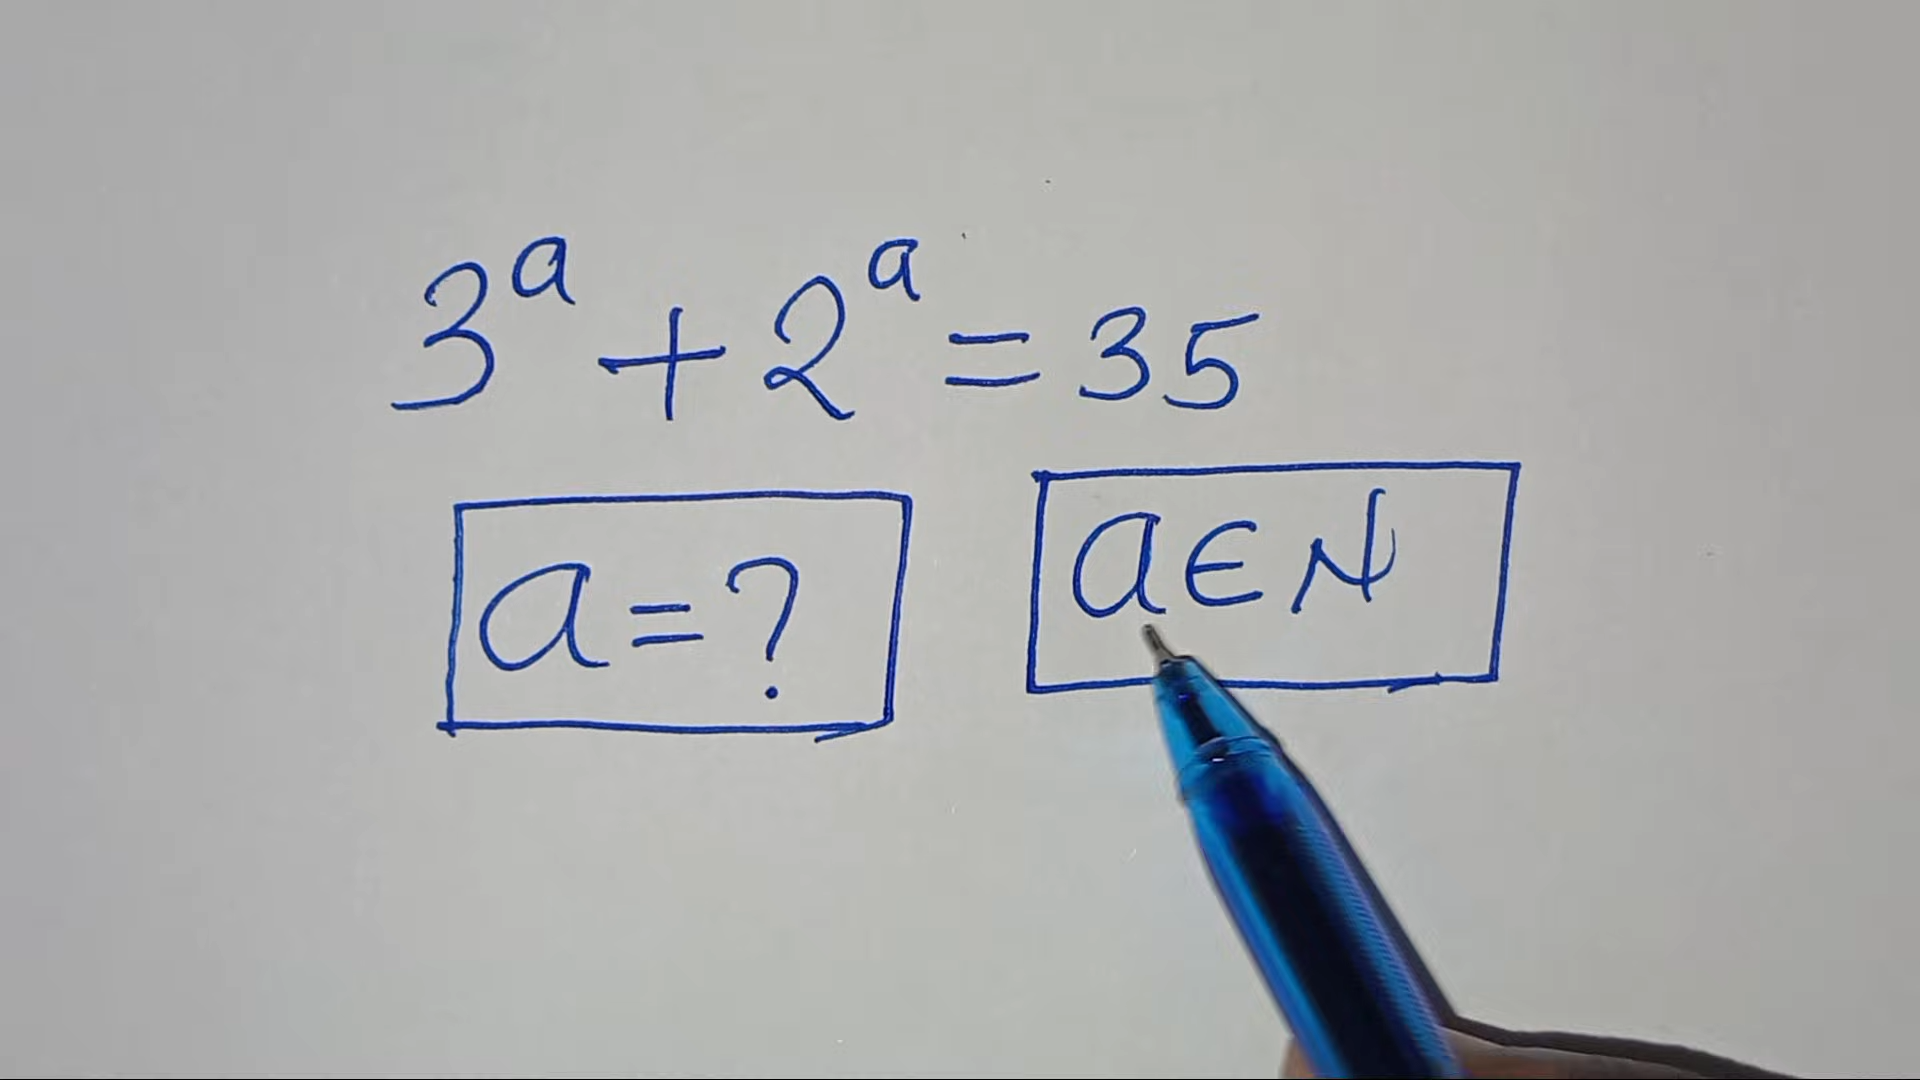 3^a + 2^a = 35
a = ?
a ∈ N